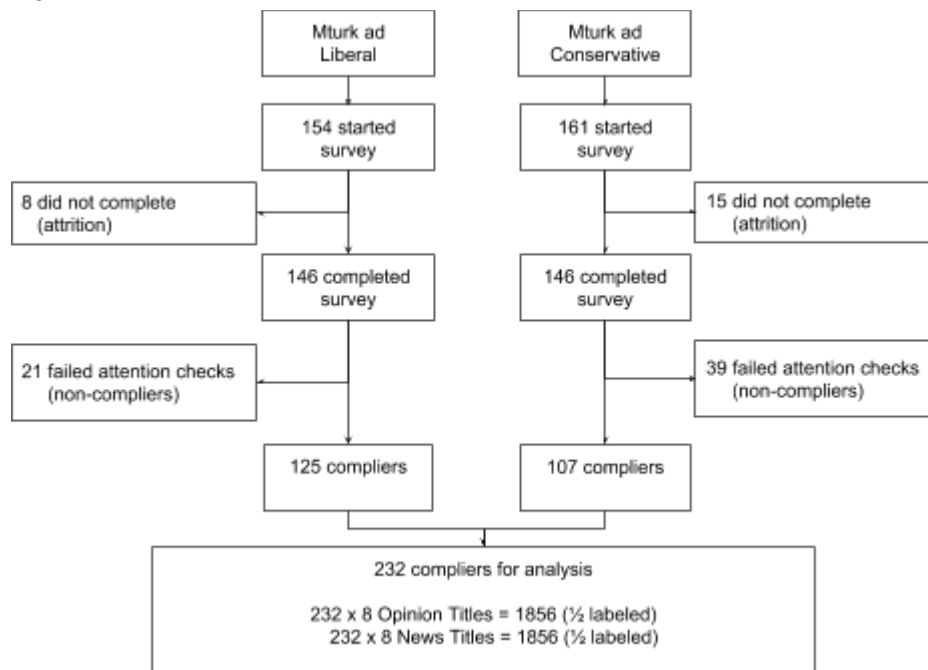 Mturk ad
Liberal
Mturk ad
Conservative
154 started
survey
161 started
survey
8 did not complete
(attrition)
15 did not complete
(attrition)
146 completed
survey
146 completed
survey
21 failed attention checks
(non-compliers)
39 failed attention checks
(non-compliers)
125 compliers
107 compliers
232 compliers for analysis
232 x 8 Opinion Titles = 1856 (½ labeled)
232 x 8 News Titles = 1856 (½ labeled)